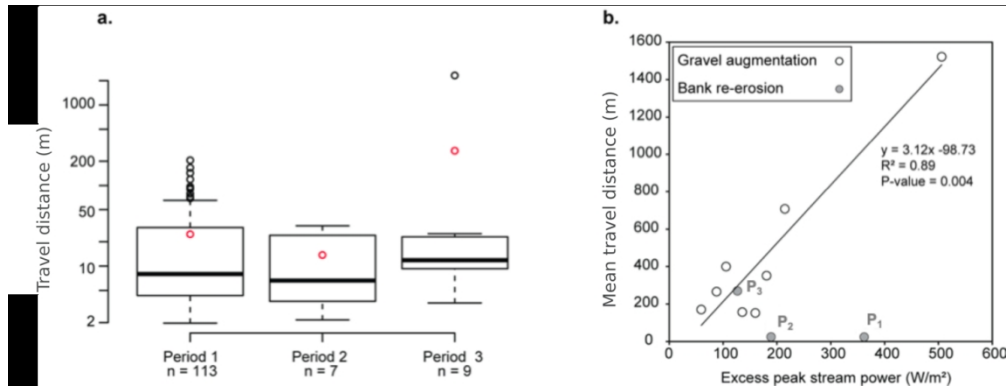 a.
Travel distance (m)
1000
200
50
10
2
Period 1
n = 113
Period 2
n = 7
Period 3
n = 9
b.
Mean travel distance (m)
1600
1400
1200
1000
800
600
400
200
0
Gravel augmentation
Bank re-erosion
y = 3.12x -98.73
R² = 0.89
P-value = 0.004
P3
P2
P1
0 100 200 300 400 500 600
Excess peak stream power (W/m²)